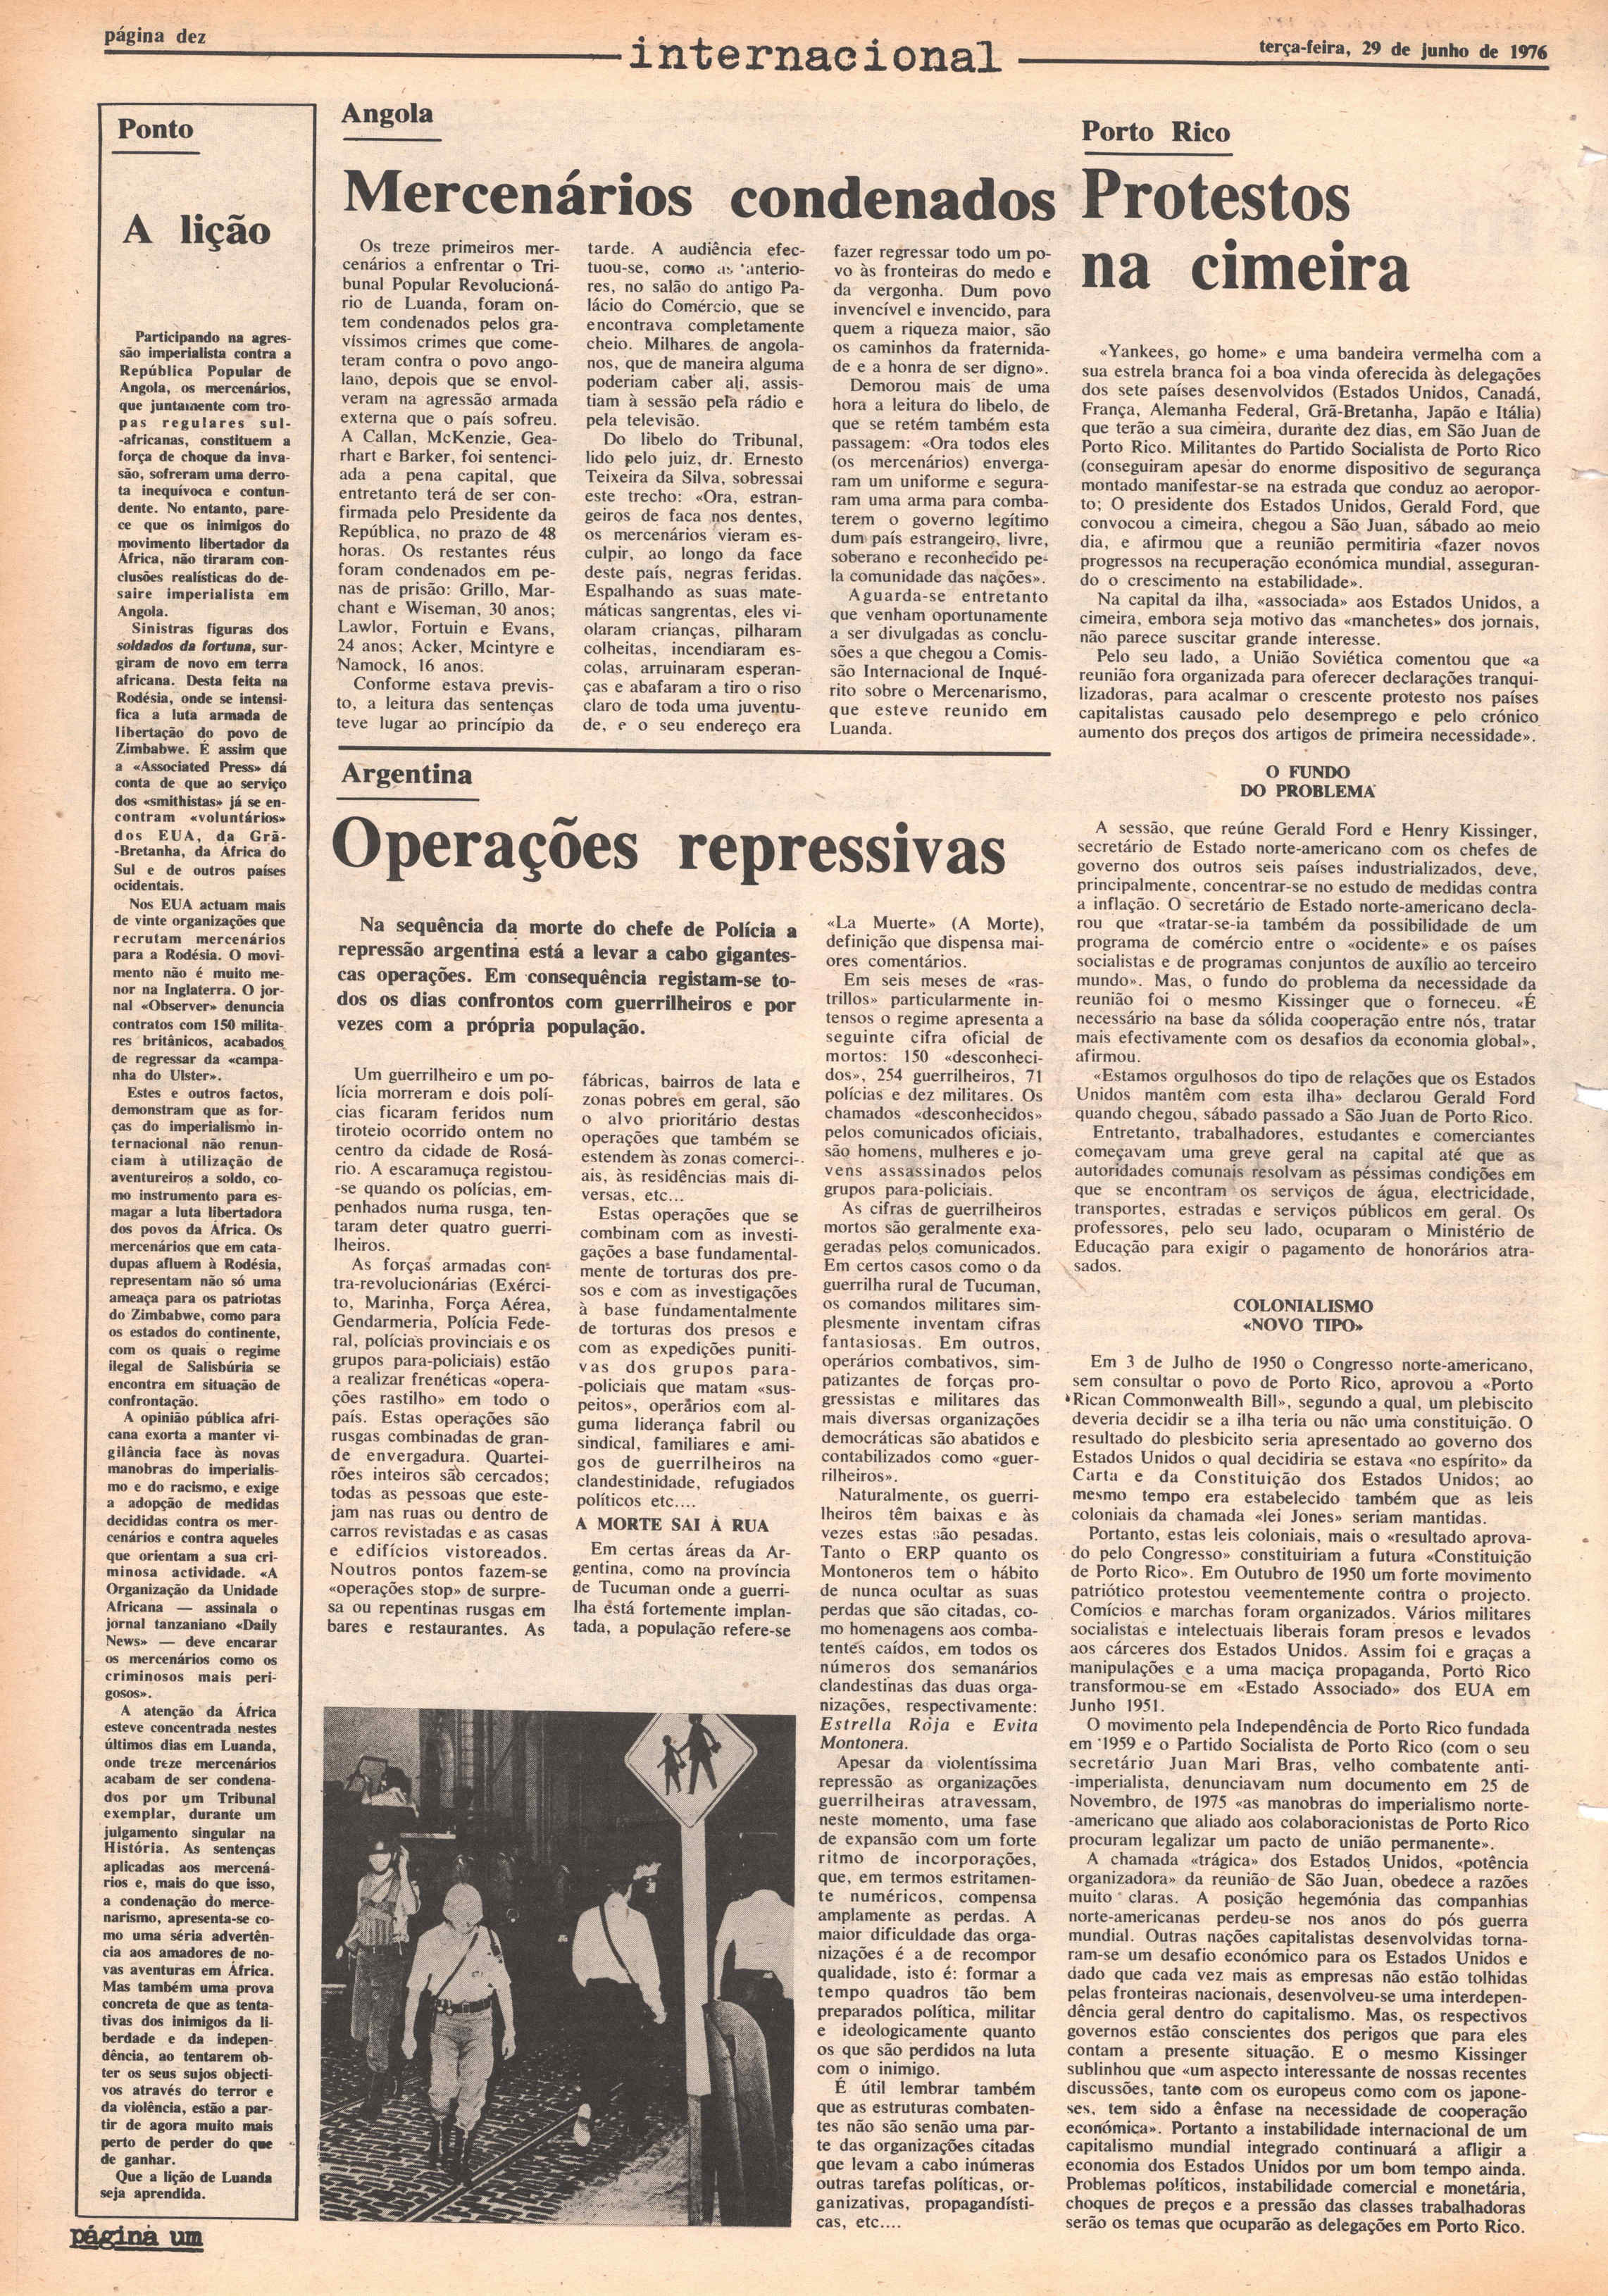 página dez
internacional
terça-feira, 29 de junho de 1976
Ponto
A lição
Participando na agres-
são imperialista contra a
República Popular de
Angola, os mercenários,
que juntamente com tro-
pas regulares sul-
-africanas, constituem a
força de choque da inva-
são, sofreram uma derro-
ta inequívoca e contun-
dente. No entanto, pare-
ce que os inimigos do
movimento libertador da
África, não tiraram con-
clusões realísticas do de-
saire imperialista em
Angola.
Sinistras figuras dos
soldados da fortuna, sur-
giram de novo em terra
africana. Desta feita na
Rodésia, onde se intensi-
fica a luta armada de
libertação do povo de
Zimbabwe. É assim que
a «Associated Press» dá
conta de que ao serviço
dos «smithistas» já se en-
contram «voluntários»
dos EUA, da Grã-
-Bretanha, da África do
Sul e de outros países
ocidentais.
Nos EUA actuam mais
de vinte organizações que
recrutam mercenários
para a Rodésia. O movi-
mento não é muito me-
nor na Inglaterra. O jor-
nal «Observer» denuncia
contratos com 150 milita-
res britânicos, acabados
de regressar da «campa-
nha do Ulster».
Estes e outros factos,
demonstram que as for-
ças do imperialismo in-
ternacional não renun-
ciam à utilização de
aventureiros a soldo, co-
mo instrumento para es-
magar a luta libertadora
dos povos da África. Os
mercenários que em cata-
dupas afluem à Rodésia,
representam não só uma
ameaça para os patriotas
do Zimbabwe, como para
os estados do continente,
com os quais o regime
ilegal de Salisbúria se
encontra em situação de
confrontação.
A opinião pública afri-
cana exorta a manter vi-
gilância face às novas
manobras do imperialis-
mo e do racismo, e exige
a adopção de medidas
decididas contra os mer-
cenários e contra aqueles
que orientam a sua cri-
minosa actividade. «A
Organização da Unidade
Africana — assinala o
jornal tanzaniano «Daily
News» — deve encarar
os mercenários como os
criminosos mais peri-
gosos».
A atenção da África
esteve concentrada nestes
últimos dias em Luanda,
onde treze mercenários
acabam de ser condena-
dos por um Tribunal
exemplar, durante um
julgamento singular na
História. As sentenças
aplicadas aos mercená-
rios e, mais do que isso,
a condenação do merce-
narismo, apresenta-se co-
mo uma séria advertên-
cia aos amadores de no-
vas aventuras em África.
Mas também uma prova
concreta de que as tenta-
tivas dos inimigos da li-
berdade e da indepen-
dência, ao tentarem ob-
ter os seus sujos objecti-
vos através do terror e
da violência, estão a par-
tir de agora muito mais
perto de perder do que
de ganhar.
Que a lição de Luanda
seja aprendida.
página um
Angola
Mercenários condenados
Os treze primeiros mer-
cenários a enfrentar o Tri-
bunal Popular Revolucioná-
rio de Luanda, foram on-
tem condenados pelos gra-
víssimos crimes que come-
teram contra o povo ango-
lano, depois que se envol-
veram na agressão armada
externa que o país sofreu.
A Callan, McKenzie, Gea-
rhart e Barker, foi sentenci-
ada a pena capital, que
entretanto terá de ser con-
firmada pelo Presidente da
República, no prazo de 48
horas. Os restantes réus
foram condenados em pe-
nas de prisão: Grillo, Mar-
chant e Wiseman, 30 anos;
Lawlor, Fortuin e Evans,
24 anos; Acker, Mcintyre e
Namock, 16 anos.
Conforme estava previs-
to, a leitura das sentenças
teve lugar ao princípio da
tarde. A audiência efec-
tuou-se, como as anterio-
res, no salão do antigo Pa-
lácio do Comércio, que se
encontrava completamente
cheio. Milhares de angola-
nos, que de maneira alguma
poderiam caber ali, assis-
tiam à sessão pela rádio e
pela televisão.
Do libelo do Tribunal,
lido pelo juiz, dr. Ernesto
Teixeira da Silva, sobressai
este trecho: «Ora, estran-
geiros de faca nos dentes,
os mercenários vieram es-
culpir, ao longo da face
deste país, negras feridas.
Espalhando as suas mate-
máticas sangrentas, eles vi-
olaram crianças, pilharam
colheitas, incendiaram es-
colas, arruinaram esperan-
ças e abafaram a tiro o riso
claro de toda uma juventu-
de, e o seu endereço era
fazer regressar todo um po-
vo às fronteiras do medo e
da vergonha. Dum povo
invencível e invencido, para
quem a riqueza maior, são
os caminhos da fraternida-
de e a honra de ser digno».
Demorou mais de uma
hora a leitura do libelo, de
que se retém também esta
passagem: «Ora todos eles
(os mercenários) enverga-
ram um uniforme e segura-
ram uma arma para comba-
terem o governo legítimo
dum país estrangeiro, livre,
soberano e reconhecido pe-
la comunidade das nações».
Aguarda-se entretanto
que venham oportunamente
a ser divulgadas as conclu-
sões a que chegou a Comis-
são Internacional de Inqué-
rito sobre o Mercenarismo,
que esteve reunido em
Luanda.
Argentina
Operações repressivas
Na sequência da morte do chefe de Polícia a
repressão argentina está a levar a cabo gigantes-
cas operações. Em consequência registam-se to-
dos os dias confrontos com guerrilheiros e por
vezes com a própria população.
Um guerrilheiro e um po-
lícia morreram e dois polí-
cias ficaram feridos num
tiroteio ocorrido ontem no
centro da cidade de Rosá-
rio. A escaramuça registou-
-se quando os polícias, em-
penhados numa rusga, ten-
taram deter quatro guerri-
lheiros.
As forças armadas con-
tra-revolucionárias (Exérci-
to, Marinha, Força Aérea,
Gendarmeria, Polícia Fede-
ral, polícias provinciais e os
grupos para-policiais) estão
a realizar frenéticas «opera-
ções rastilho» em todo o
país. Estas operações são
rusgas combinadas de gran-
de envergadura. Quartei-
rões inteiros são cercados;
todas as pessoas que este-
jam nas ruas ou dentro de
carros revistadas e as casas
e edifícios vistoreados.
Noutros pontos fazem-se
«operações stop» de surpre-
sa ou repentinas rusgas em
bares e restaurantes. As
fábricas, bairros de lata e
zonas pobres em geral, são
o alvo prioritário destas
operações que também se
estendem às zonas comerci-
ais, às residências mais di-
versas, etc...
Estas operações que se
combinam com as investi-
gações a base fundamental-
mente de torturas dos pre-
sos e com as investigações
à base fundamentalmente
de torturas dos presos e
com as expedições puniti-
vas dos grupos para-
-policiais que matam «sus-
peitos», operários com al-
guma liderança fabril ou
sindical, familiares e ami-
gos de guerrilheiros na
clandestinidade, refugiados
políticos etc....
A MORTE SAI À RUA
Em certas áreas da Ar-
gentina, como na província
de Tucuman onde a guerri-
lha está fortemente implan-
tada, a população refere-se
«La Muerte» (A Morte),
definição que dispensa mai-
ores comentários.
Em seis meses de «ras-
trillos» particularmente in-
tensos o regime apresenta a
seguinte cifra oficial de
mortos: 150 «desconheci-
dos», 254 guerrilheiros, 71
polícias e dez militares. Os
chamados «desconhecidos»
pelos comunicados oficiais,
são homens, mulheres e jo-
vens assassinados pelos
grupos para-policiais.
As cifras de guerrilheiros
mortos são geralmente exa-
geradas pelos comunicados.
Em certos casos como o da
guerrilha rural de Tucuman,
os comandos militares sim-
plesmente inventam cifras
fantasiosas. Em outros,
operários combativos, sim-
patizantes de forças pro-
gressistas e militares das
mais diversas organizações
democráticas são abatidos e
contabilizados como «guer-
rilheiros».
Naturalmente, os guerri-
lheiros têm baixas e às
vezes estas são pesadas.
Tanto o ERP quanto os
Montoneros tem o hábito
de nunca ocultar as suas
perdas que são citadas, co-
mo homenagens aos comba-
tentes caídos, em todos os
números dos semanários
clandestinas das duas orga-
nizações, respectivamente:
Estrella Roja e Evita
Montonera.
Apesar da violentíssima
repressão as organizações
guerrilheiras atravessam,
neste momento, uma fase
de expansão com um forte
ritmo de incorporações,
que, em termos estritamen-
te numéricos, compensa
amplamente as perdas. A
maior dificuldade das orga-
nizações é a de recompor
qualidade, isto é: formar a
tempo quadros tão bem
preparados política, militar
e ideologicamente quanto
os que são perdidos na luta
com o inimigo.
É útil lembrar também
que as estruturas combaten-
tes não são senão uma par-
te das organizações citadas
que levam a cabo inúmeras
outras tarefas políticas, or-
ganizativas, propagandísti-
cas, etc....
Porto Rico
Protestos
na cimeira
«Yankees, go home» e uma bandeira vermelha com a
sua estrela branca foi a boa vinda oferecida às delegações
dos sete países desenvolvidos (Estados Unidos, Canadá,
França, Alemanha Federal, Grã-Bretanha, Japão e Itália)
que terão a sua cimeira, durante dez dias, em São Juan de
Porto Rico. Militantes do Partido Socialista de Porto Rico
(conseguiram apesar do enorme dispositivo de segurança
montado manifestar-se na estrada que conduz ao aeropor-
to; O presidente dos Estados Unidos, Gerald Ford, que
convocou a cimeira, chegou a São Juan, sábado ao meio
dia, e afirmou que a reunião permitiria «fazer novos
progressos na recuperação económica mundial, asseguran-
do o crescimento na estabilidade».
Na capital da ilha, «associada» aos Estados Unidos, a
cimeira, embora seja motivo das «manchetes» dos jornais,
não parece suscitar grande interesse.
Pelo seu lado, a União Soviética comentou que «a
reunião fora organizada para oferecer declarações tranqui-
lizadoras, para acalmar o crescente protesto nos países
capitalistas causado pelo desemprego e pelo crónico
aumento dos preços dos artigos de primeira necessidade».
O FUNDO
DO PROBLEMA
A sessão, que reúne Gerald Ford e Henry Kissinger,
secretário de Estado norte-americano com os chefes de
governo dos outros seis países industrializados, deve,
principalmente, concentrar-se no estudo de medidas contra
a inflação. O secretário de Estado norte-americano decla-
rou que «tratar-se-ia também da possibilidade de um
programa de comércio entre o «ocidente» e os países
socialistas e de programas conjuntos de auxílio ao terceiro
mundo». Mas, o fundo do problema da necessidade da
reunião foi o mesmo Kissinger que o forneceu. «É
necessário na base da sólida cooperação entre nós, tratar
mais efectivamente com os desafios da economia global»,
afirmou.
«Estamos orgulhosos do tipo de relações que os Estados
Unidos mantêm com esta ilha» declarou Gerald Ford
quando chegou, sábado passado a São Juan de Porto Rico.
Entretanto, trabalhadores, estudantes e comerciantes
começavam uma greve geral na capital até que as
autoridades comunais resolvam as péssimas condições em
que se encontram os serviços de água, electricidade,
transportes, estradas e serviços públicos em geral. Os
professores, pelo seu lado, ocuparam o Ministério de
Educação para exigir o pagamento de honorários atra-
sados.
COLONIALISMO
«NOVO TIPO»
Em 3 de Julho de 1950 o Congresso norte-americano,
sem consultar o povo de Porto Rico, aprovou a «Porto
Rican Commonwealth Bill», segundo a qual, um plebiscito
deveria decidir se a ilha teria ou não uma constituição. O
resultado do plesbicito seria apresentado ao governo dos
Estados Unidos o qual decidiria se estava «no espírito» da
Carta e da Constituição dos Estados Unidos; ao
mesmo tempo era estabelecido também que as leis
coloniais da chamada «lei Jones» seriam mantidas.
Portanto, estas leis coloniais, mais o «resultado aprova-
do pelo Congresso» constituiriam a futura «Constituição
de Porto Rico». Em Outubro de 1950 um forte movimento
patriótico protestou veementemente contra o projecto.
Comícios e marchas foram organizados. Vários militares
socialistas e intelectuais liberais foram presos e levados
aos cárceres dos Estados Unidos. Assim foi e graças a
manipulações e a uma maciça propaganda, Porto Rico
transformou-se em «Estado Associado» dos EUA em
Junho 1951.
O movimento pela Independência de Porto Rico fundada
em 1959 e o Partido Socialista de Porto Rico (com o seu
secretário Juan Mari Bras, velho combatente anti-
-imperialista, denunciavam num documento em 25 de
Novembro, de 1975 «as manobras do imperialismo norte-
-americano que aliado aos colaboracionistas de Porto Rico
procuram legalizar um pacto de união permanente».
A chamada «trágica» dos Estados Unidos, «potência
organizadora» da reunião de São Juan, obedece a razões
muito claras. A posição hegemónia das companhias
norte-americanas perdeu-se nos anos do pós guerra
mundial. Outras nações capitalistas desenvolvidas torna-
ram-se um desafio económico para os Estados Unidos e
dado que cada vez mais as empresas não estão tolhidas
pelas fronteiras nacionais, desenvolveu-se uma interdepen-
dência geral dentro do capitalismo. Mas, os respectivos
governos estão conscientes dos perigos que para eles
contam a presente situação. E o mesmo Kissinger
sublinhou que «um aspecto interessante de nossas recentes
discussões, tanto com os europeus como com os japone-
ses, tem sido a ênfase na necessidade de cooperação
económica». Portanto a instabilidade internacional de um
capitalismo mundial integrado continuará a afligir a
economia dos Estados Unidos por um bom tempo ainda.
Problemas políticos, instabilidade comercial e monetária,
choques de preços e a pressão das classes trabalhadoras
serão os temas que ocuparão as delegações em Porto Rico.